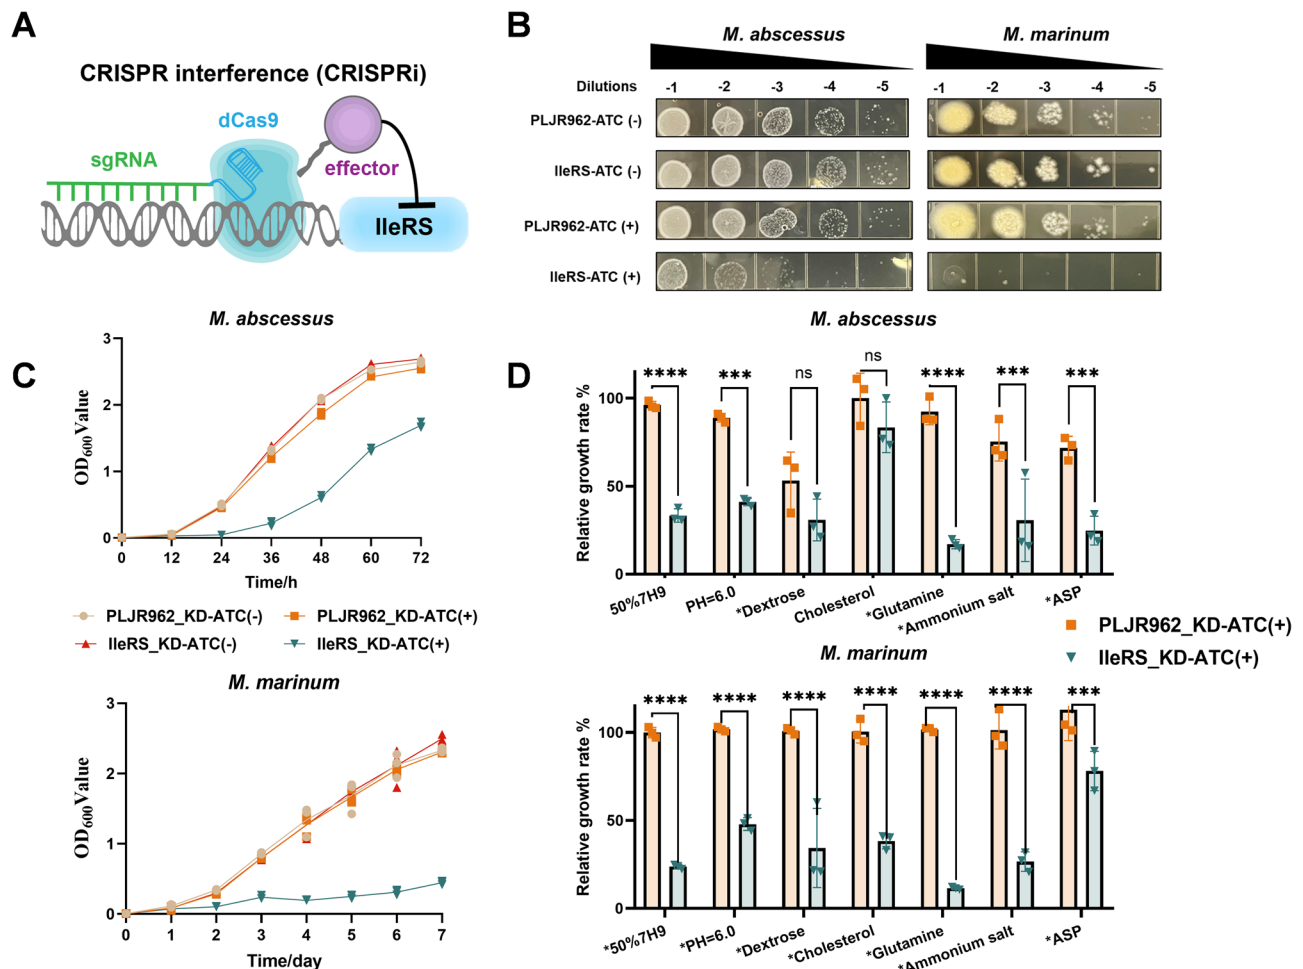 A
CRISPR interference (CRISPRi)
dCas9
sgRNA
effector
IleRS
B
M. abscessus
M. marinum
Dilutions
-1 -2 -3 -4 -5
-1 -2 -3 -4 -5
PLJR962-ATC (-)
IleRS-ATC (-)
PLJR962-ATC (+)
IleRS-ATC (+)
C
M. abscessus
OD600Value
3
2
1
0
0 12 24 36 48 60 72
Time/h
PLJR962_KD-ATC(-)
PLJR962_KD-ATC(+)
IleRS_KD-ATC(-)
IleRS_KD-ATC(+)
M. marinum
OD600Value
3
2
1
0
0 1 2 3 4 5 6 7
Time/day
D
M. abscessus
Relative growth rate %
100
50
0
**** *** ns ns **** *** ***
50%7H9
PH=6.0
*Dextrose
Cholesterol
*Glutamine
*Ammonium salt
*ASP
PLJR962_KD-ATC(+)
IleRS_KD-ATC(+)
M. marinum
Relative growth rate %
100
50
0
**** **** **** **** **** **** ***
*50%7H9
*PH=6.0
*Dextrose
*Cholesterol
*Glutamine
*Ammonium salt
*ASP